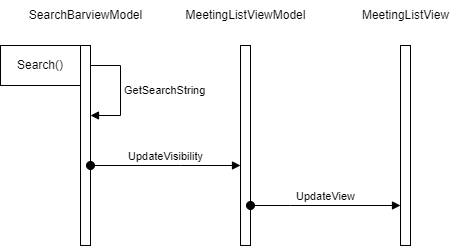 SearchBarviewModel
MeetingListViewModel
MeetingListView
Search()
GetSearchString
UpdateVisibility
UpdateView